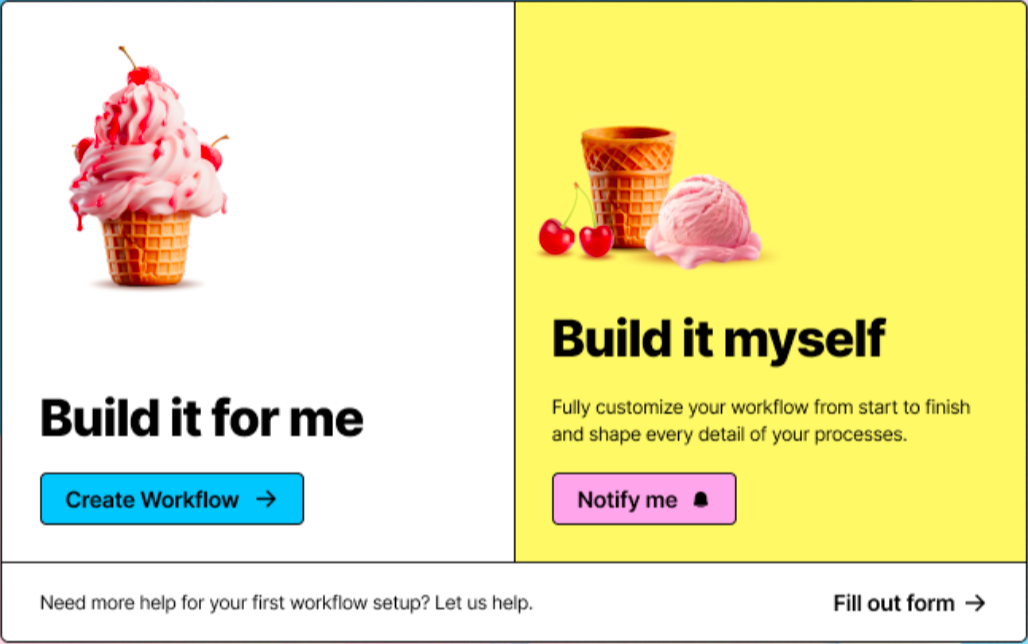 Build it for me
Create Workflow
Build it myself
Fully customize your workflow from start to finish
and shape every detail of your processes.
Notify me
Need more help for your first workflow setup? Let us help.
Fill out form